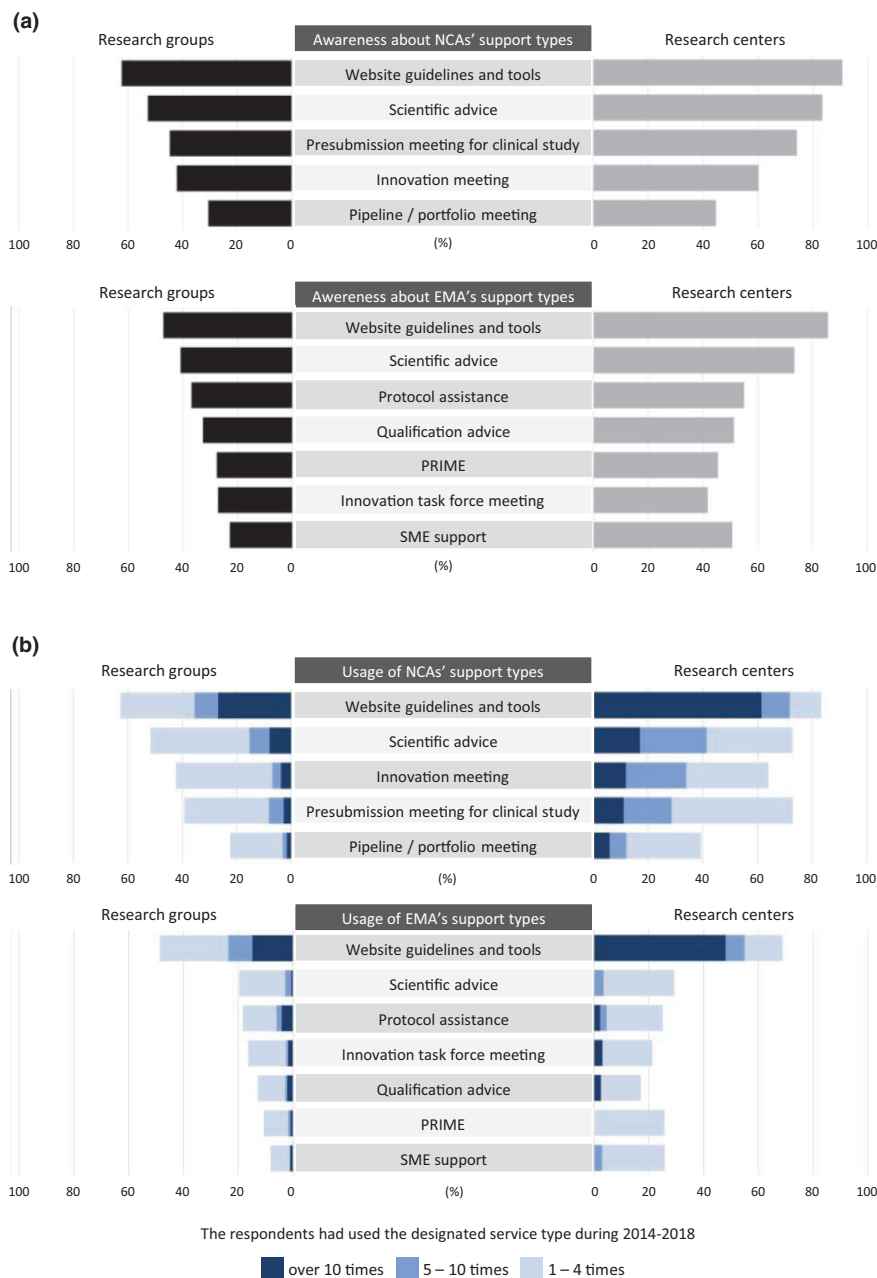 (a)
Research groups Awareness about NCAs' support types Research centers
Website guidelines and tools
Scientific advice
Presubmission meeting for clinical study
Innovation meeting
Pipeline / portfolio meeting
100 80 60 40 20 0 (%) 0 20 40 60 80 100
Research groups Awereness about EMA's support types Research centers
Website guidelines and tools
Scientific advice
Protocol assistance
Qualification advice
PRIME
Innovation task force meeting
SME support
100 80 60 40 20 0 (%) 0 20 40 60 80 100
(b)
Research groups Usage of NCAs' support types Research centers
Website guidelines and tools
Scientific advice
Innovation meeting
Presubmission meeting for clinical study
Pipeline / portfolio meeting
100 80 60 40 20 0 (%) 0 20 40 60 80 100
Research groups Usage of EMA's support types Research centers
Website guidelines and tools
Scientific advice
Protocol assistance
Innovation task force meeting
Qualification advice
PRIME
SME support
100 80 60 40 20 0 (%) 0 20 40 60 80 100
The respondents had used the designated service type during 2014-2018
over 10 times 5 – 10 times 1 – 4 times